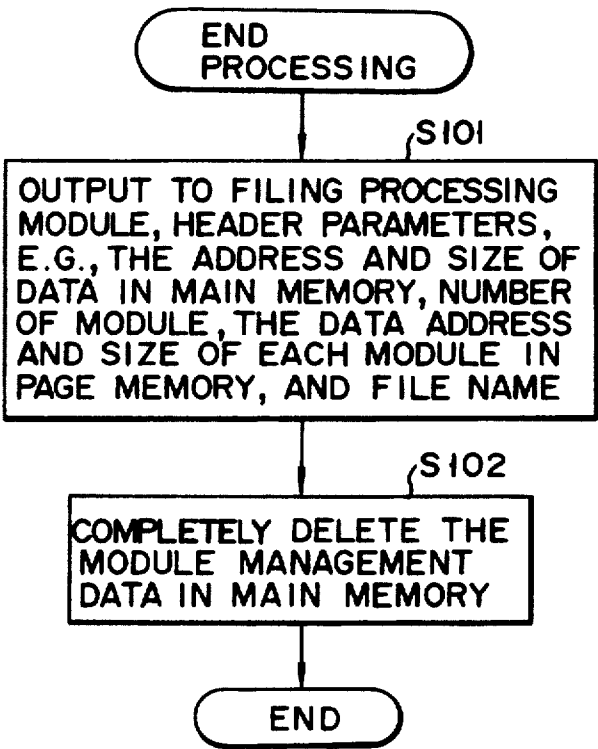 END
PROCESSING
S101
OUTPUT TO FILING PROCESSING
MODULE, HEADER PARAMETERS,
E.G., THE ADDRESS AND SIZE OF
DATA IN MAIN MEMORY, NUMBER
OF MODULE, THE DATA ADDRESS
AND SIZE OF EACH MODULE IN
PAGE MEMORY, AND FILE NAME
S102
COMPLETELY DELETE THE
MODULE MANAGEMENT
DATA IN MAIN MEMORY
END